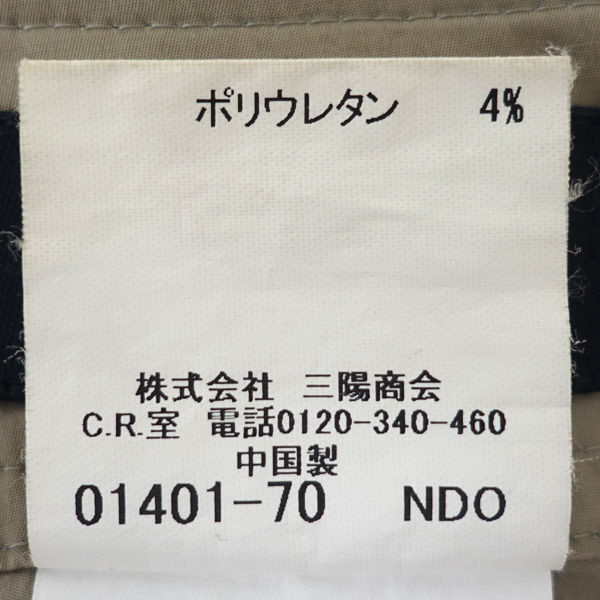 ポリウレタン 4%
株式会社 三陽商会
C.R.室 電話0120-340-460
中国製
01401-70 NDO